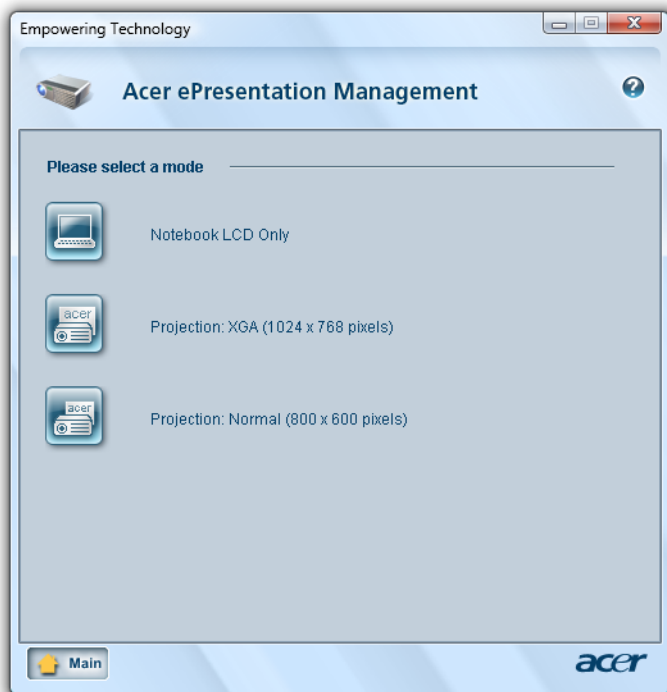 Empowering Technology
Acer ePresentation Management
?
Please select a mode
Notebook LCD Only
acer
Projection: XGA (1024 x 768 pixels)
acer
Projection: Normal (800 x 600 pixels)
Main
acer